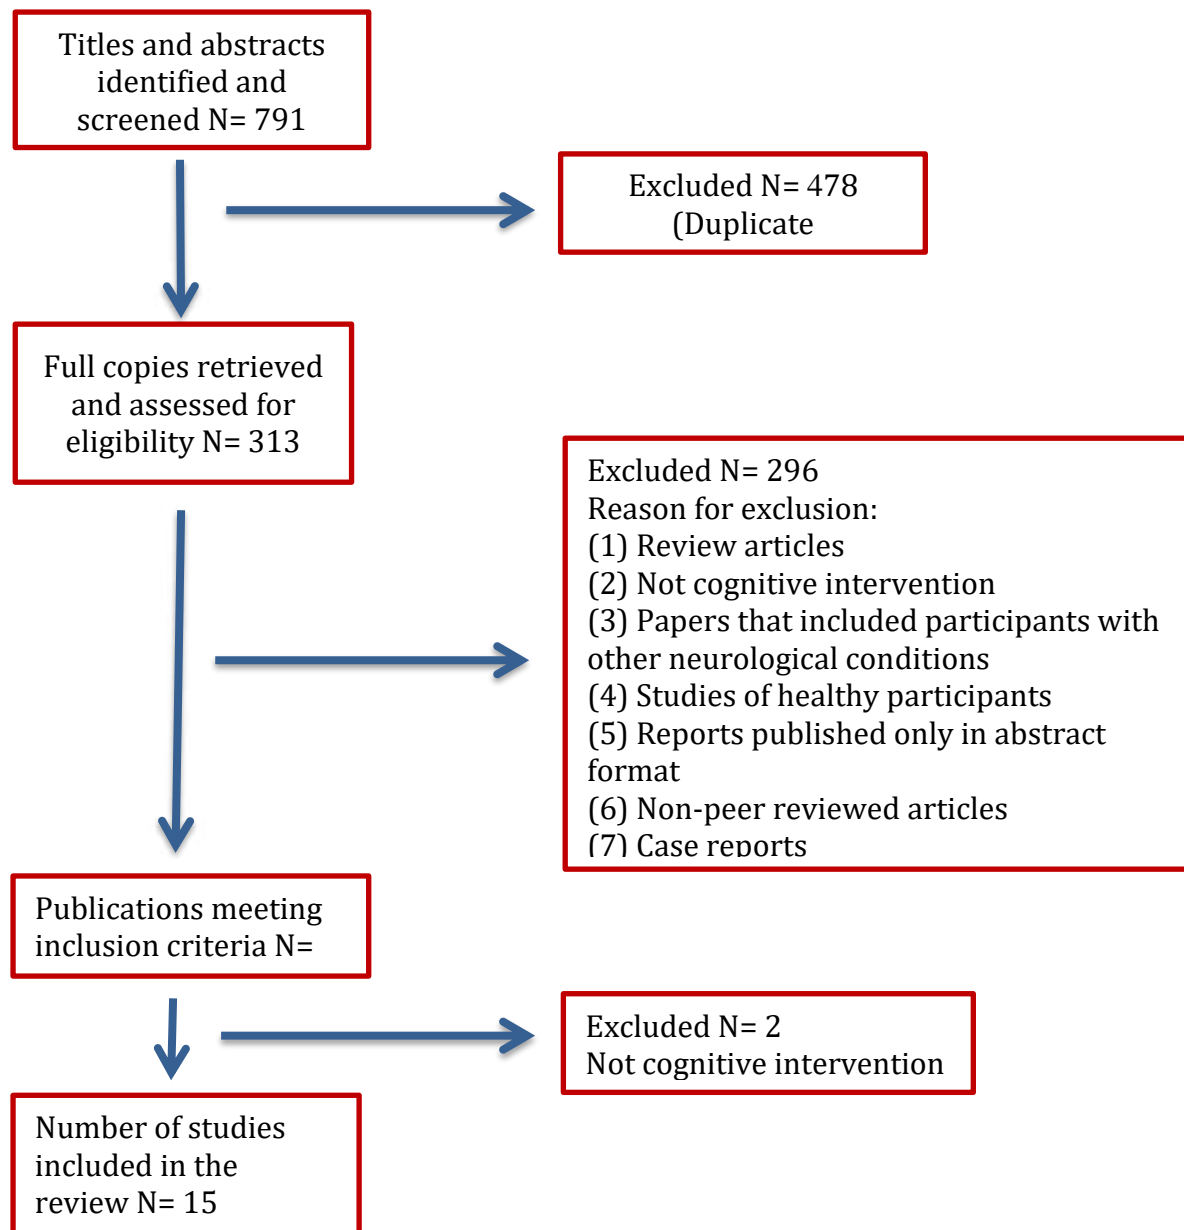 Titles and abstracts
identified and
screened N= 791
Excluded N= 478
(Duplicate
Full copies retrieved
and assessed for
eligibility N= 313
Excluded N= 296
Reason for exclusion:
(1) Review articles
(2) Not cognitive intervention
(3) Papers that included participants with
other neurological conditions
(4) Studies of healthy participants
(5) Reports published only in abstract
format
(6) Non-peer reviewed articles
(7) Case reports
Publications meeting
inclusion criteria N=
Excluded N= 2
Not cognitive intervention
Number of studies
included in the
review N= 15